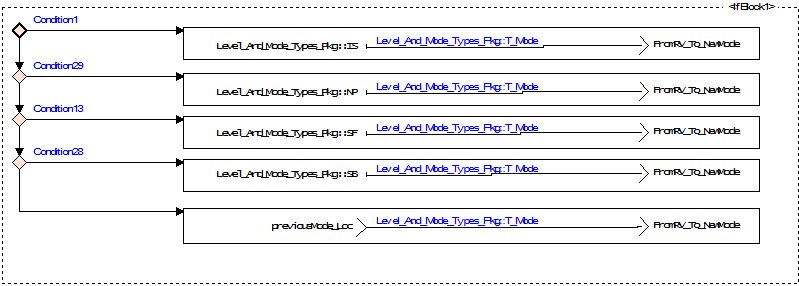 <IfBlock1>
Condition1
Level_And_Mode_Types_Pkg::IS Level_And_Mode_Types_Pkg::T_Mode FromRV_To_NewMode
Condition29
Level_And_Mode_Types_Pkg::NP Level_And_Mode_Types_Pkg::T_Mode FromRV_To_NewMode
Condition13
Level_And_Mode_Types_Pkg::SF Level_And_Mode_Types_Pkg::T_Mode FromRV_To_NewMode
Condition28
Level_And_Mode_Types_Pkg::SB Level_And_Mode_Types_Pkg::T_Mode FromRV_To_NewMode
previousMode_Loc Level_And_Mode_Types_Pkg::T_Mode FromRV_To_NewMode